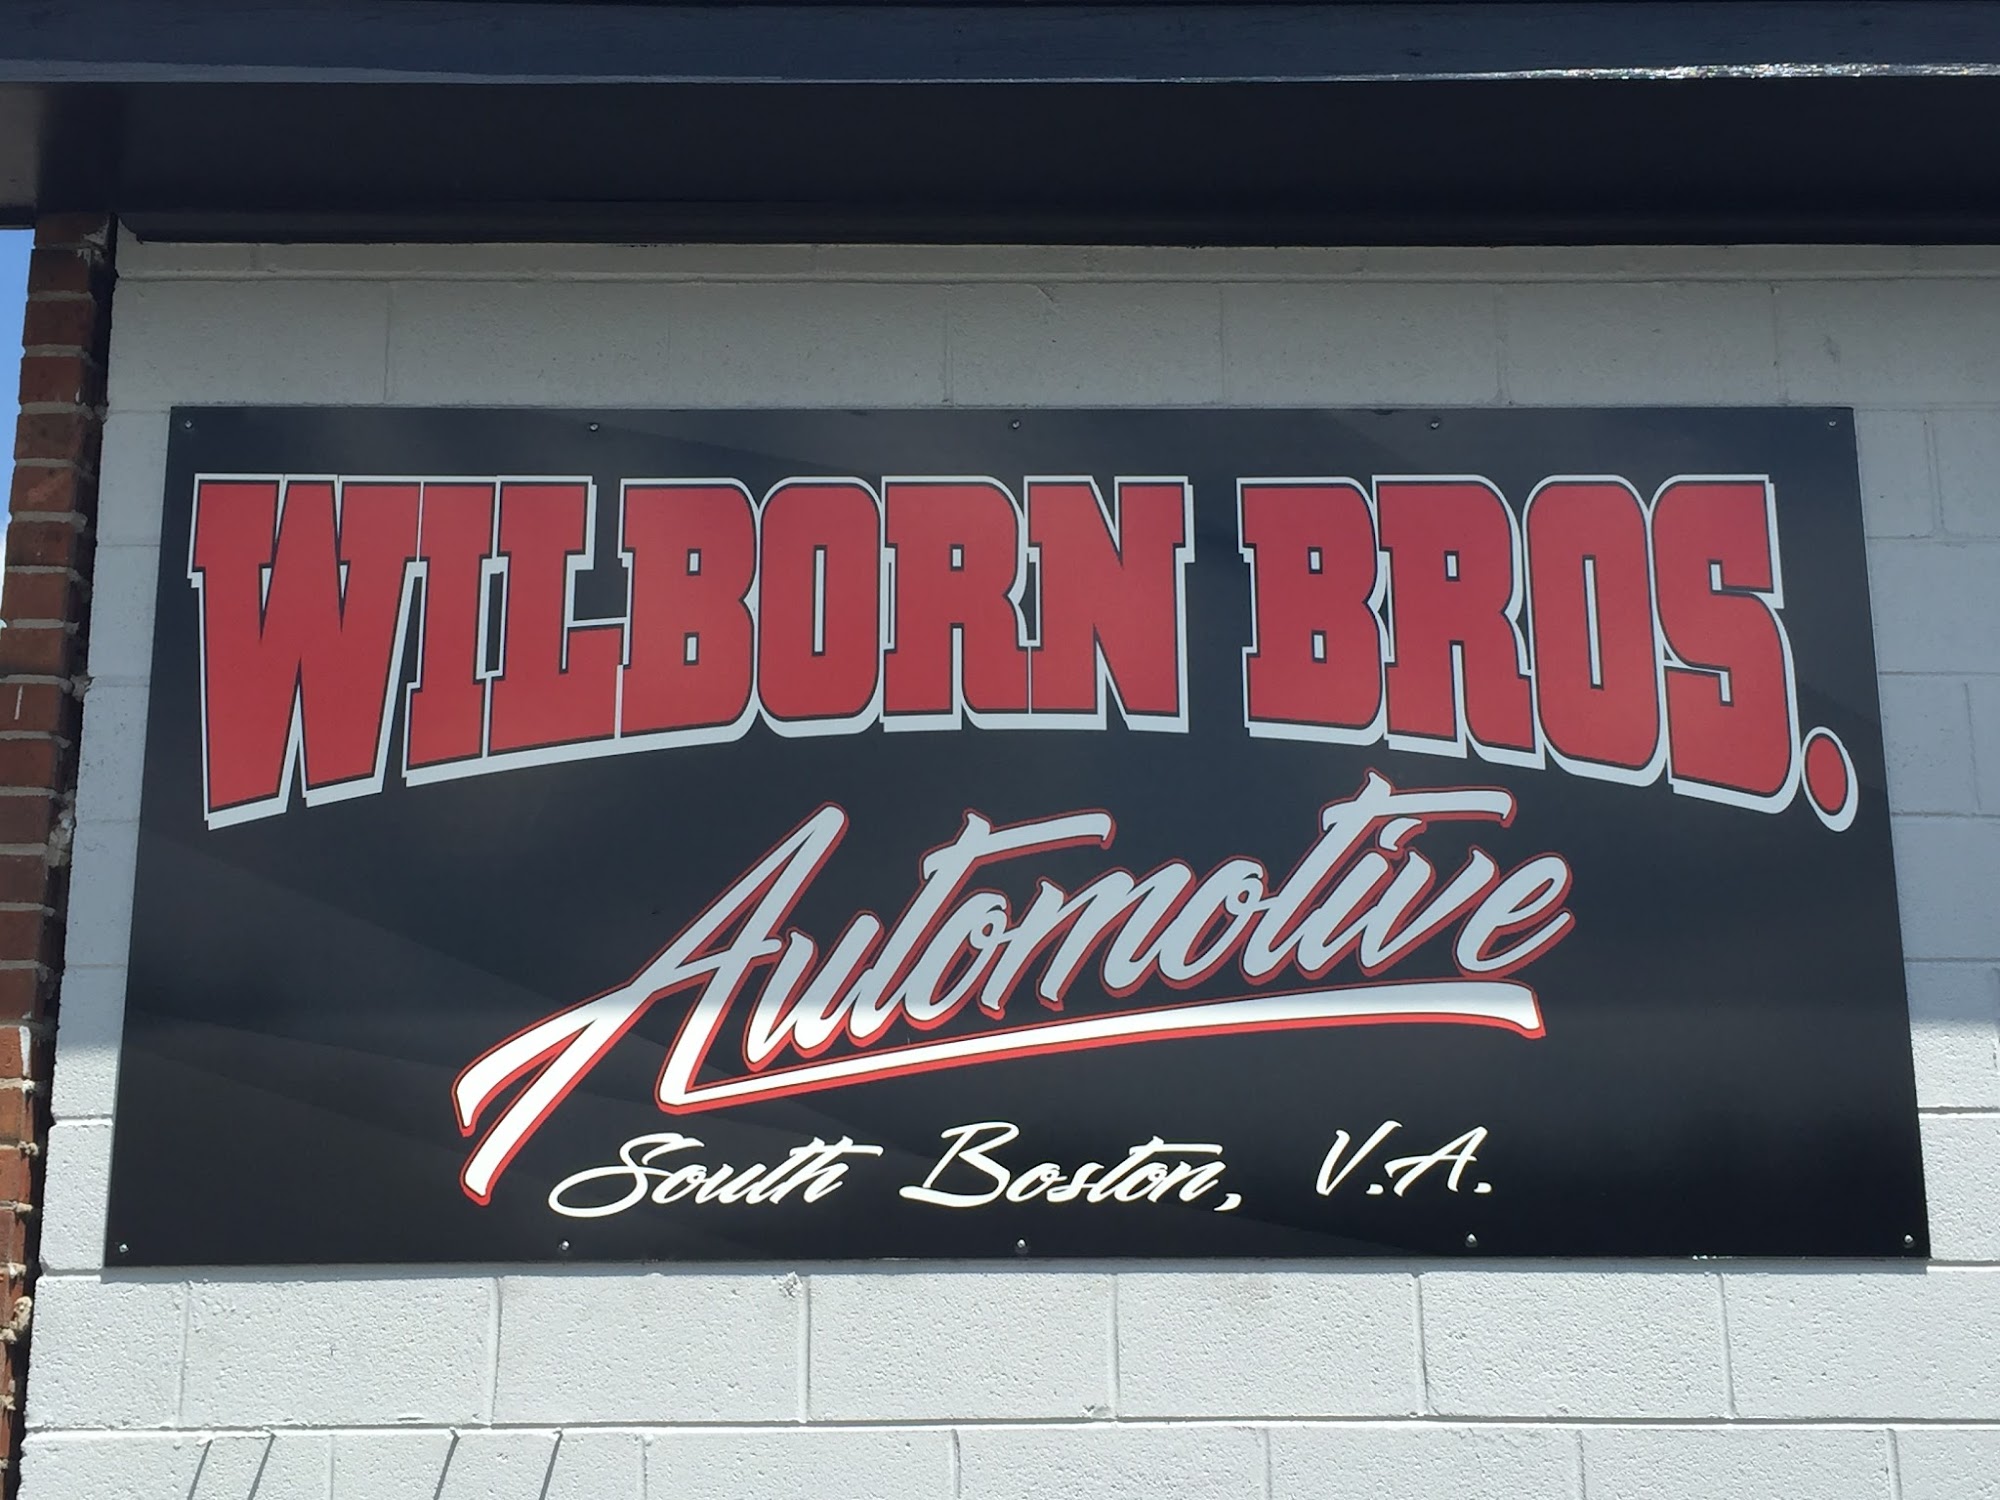 WILBORN BROS.
Automotive
South Boston, V.A.